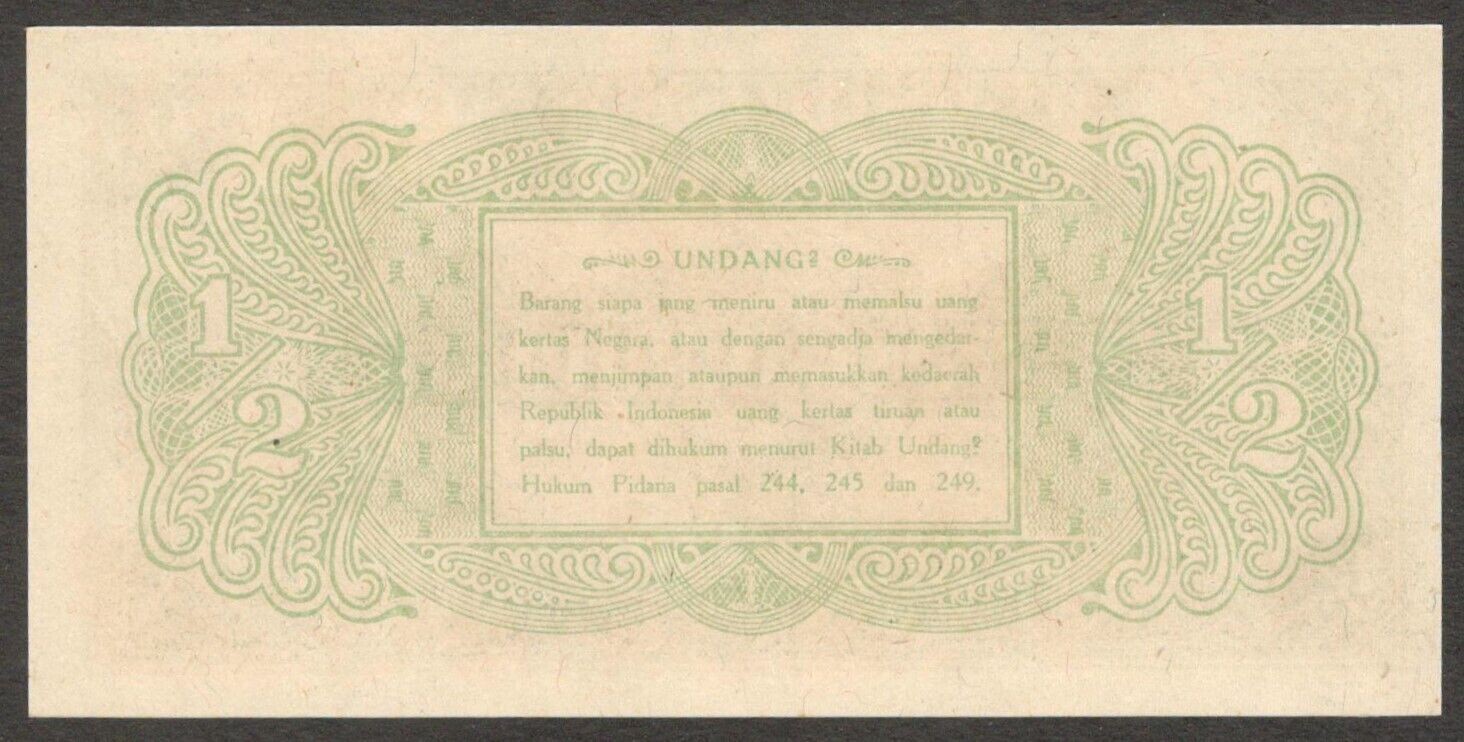 UNDANG²
Barang siapa jang meniru atau memalsu uang
kertas Negara, atau dengan sengadja mengedar-
kan, menjimpan ataupun memasukkan kedaerah
Republik Indonesia uang kertas tiruan atau
palsu, dapat dihukum menurut Kitab Undang²
Hukum Pidana pasal 244, 245 dan 249.
1/2
1/2